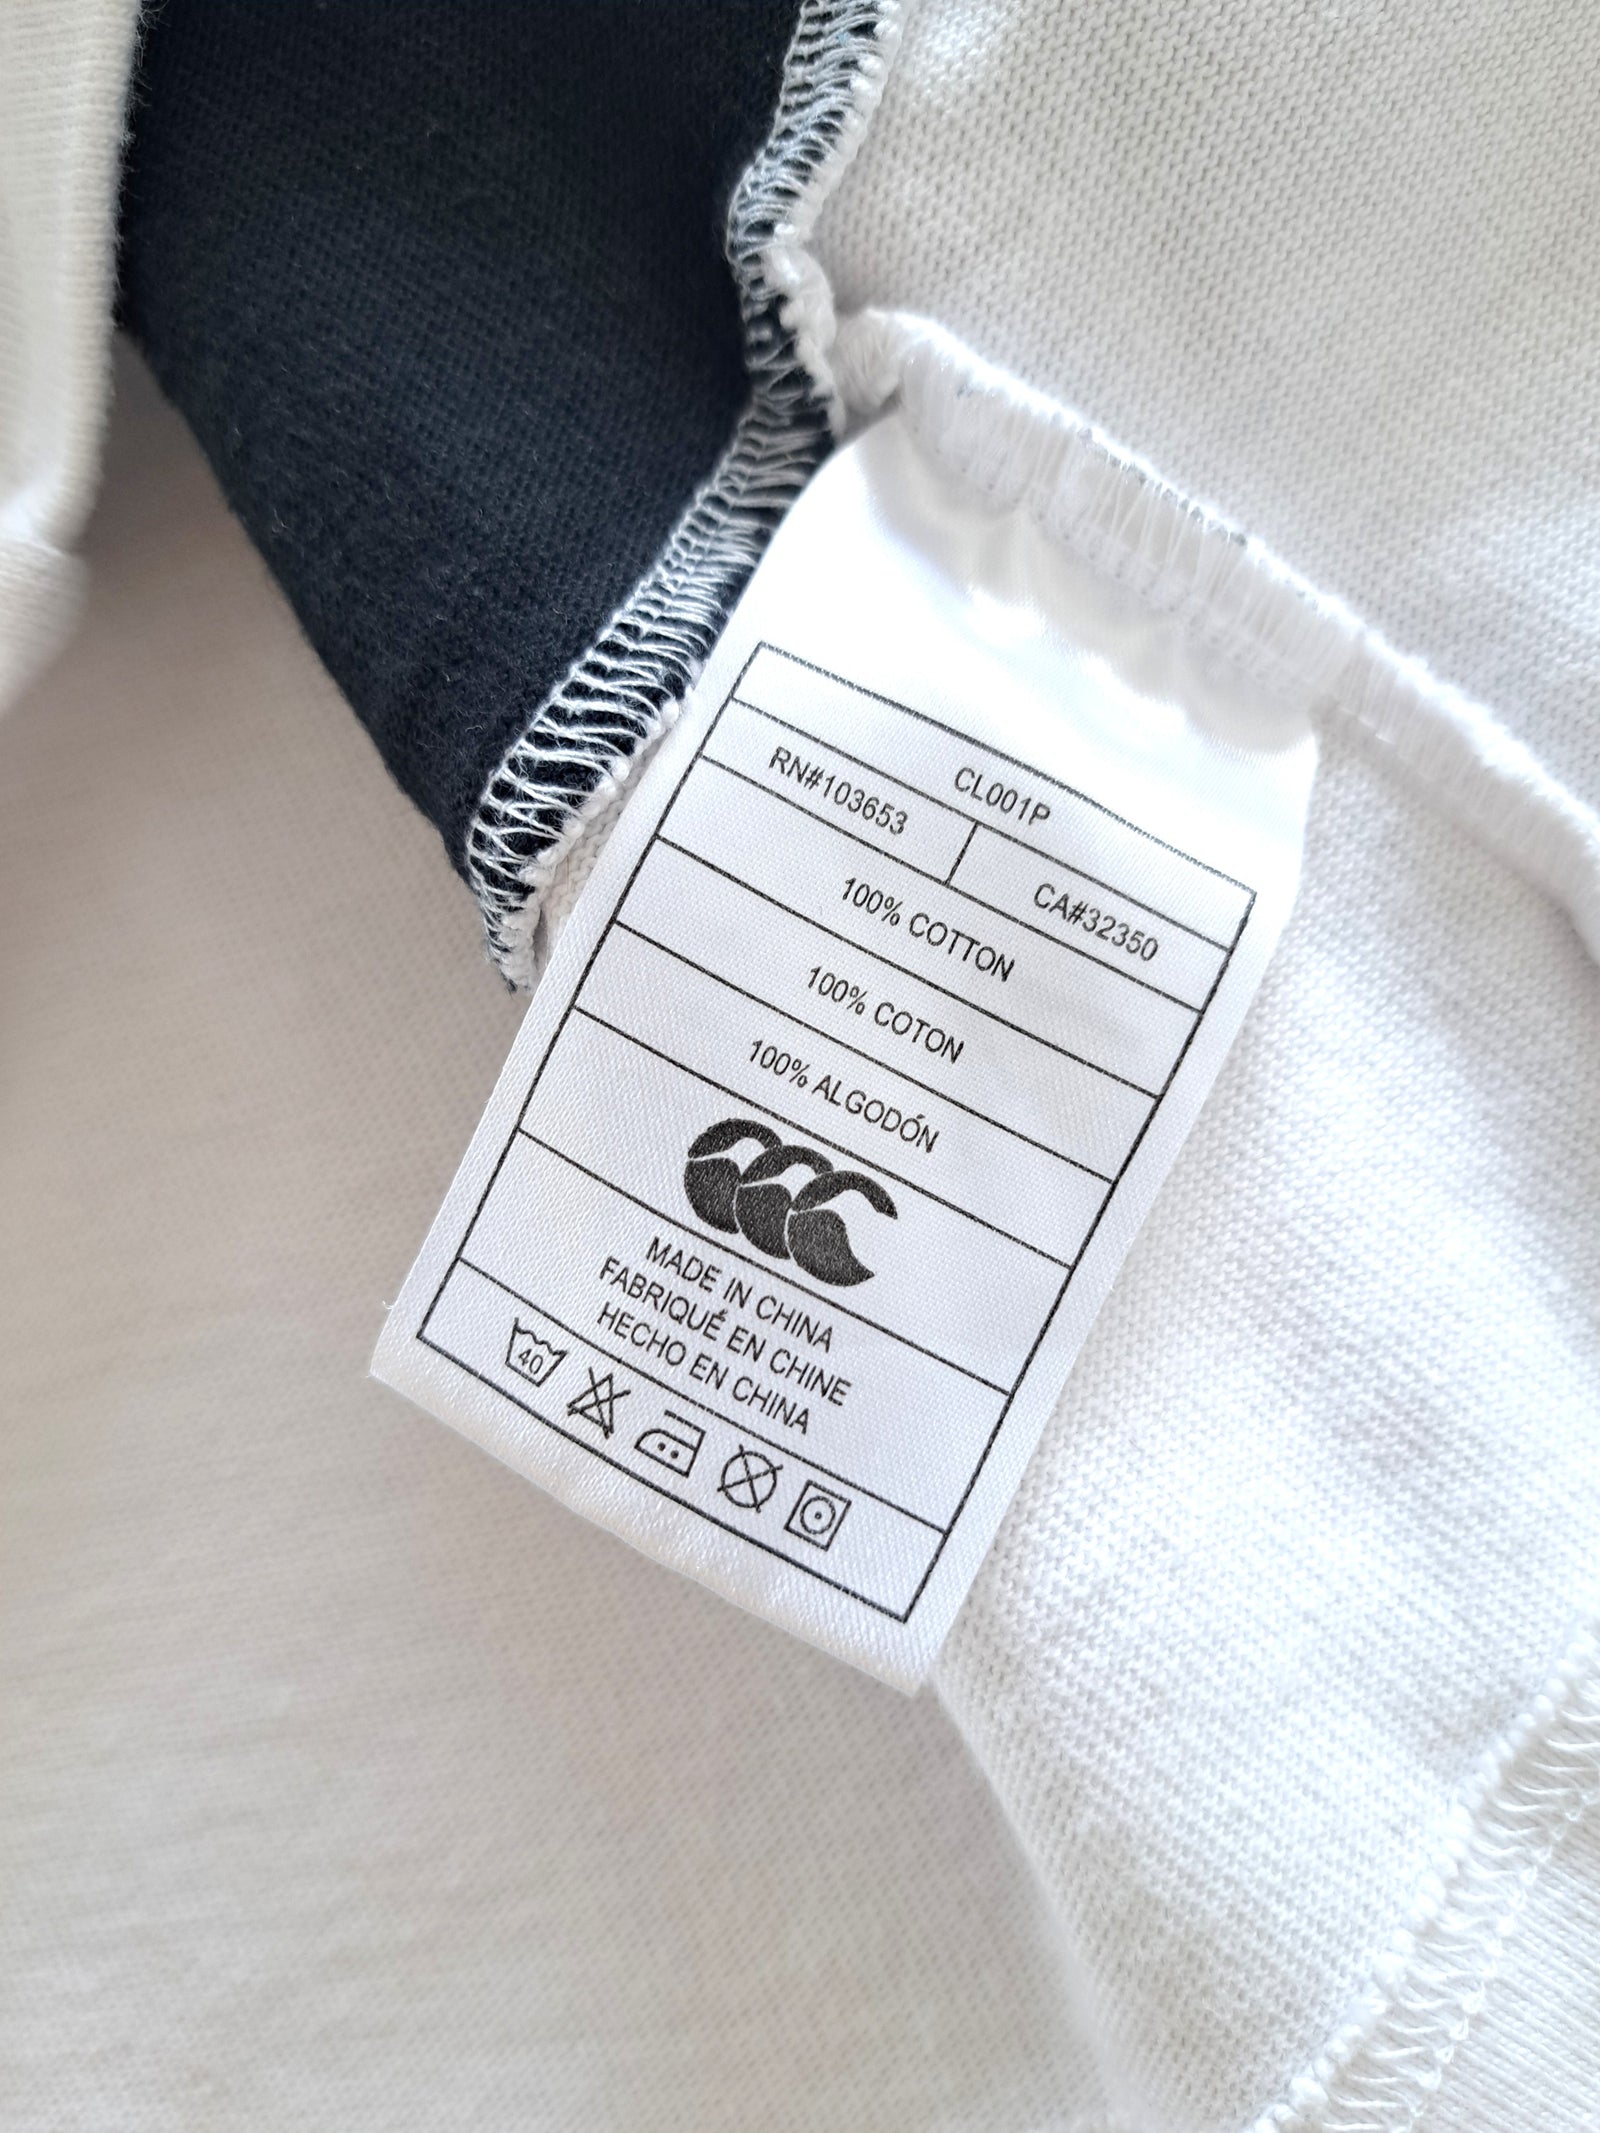 CL001P
RN#103653 CA#32350
100% COTTON
100% COTON
100% ALGODÓN
MADE IN CHINA
FABRIQUÉ EN CHINE
HECHO EN CHINA
40